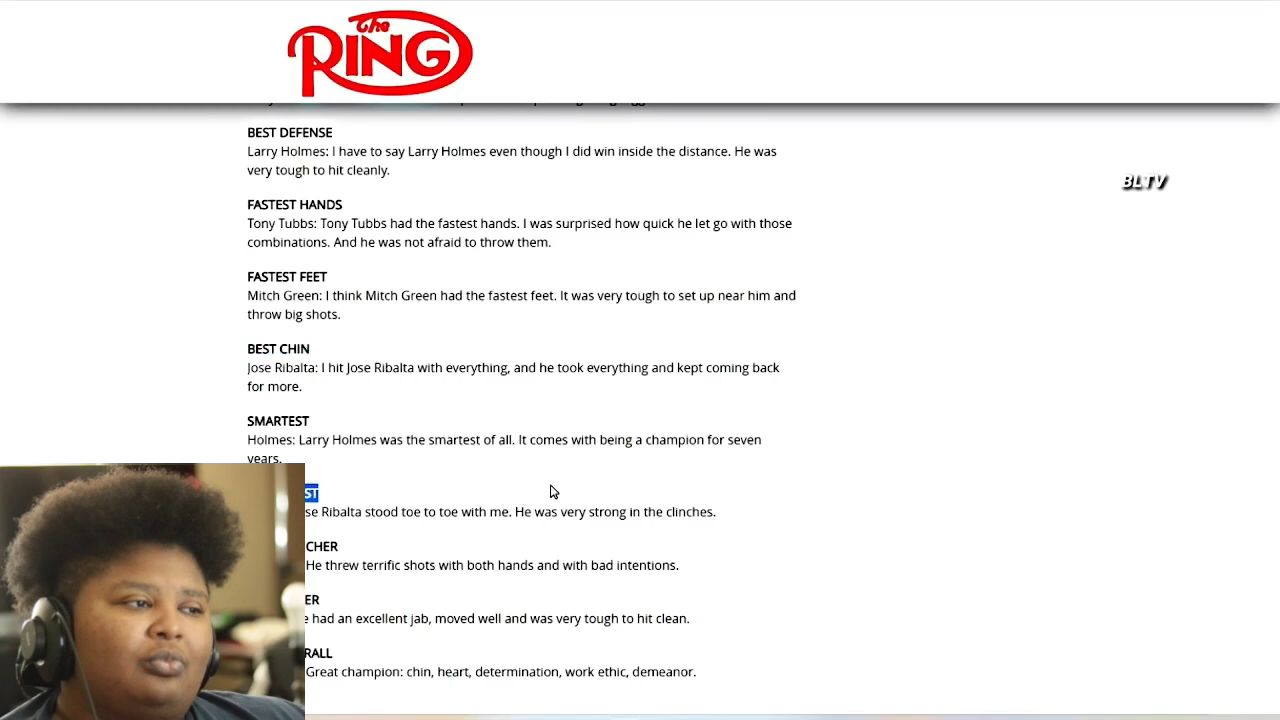 The
RING
BEST DEFENSE
Larry Holmes: I have to say Larry Holmes even though I did win inside the distance. He was
very tough to hit cleanly.
BLTV
FASTEST HANDS
Tony Tubbs: Tony Tubbs had the fastest hands. I was surprised how quick he let go with those
combinations. And he was not afraid to throw them.
FASTEST FEET
Mitch Green: I think Mitch Green had the fastest feet. It was very tough to set up near him and
throw big shots.
BEST CHIN
Jose Ribalta: I hit Jose Ribalta with everything, and he took everything and kept coming back
for more.
SMARTEST
Holmes: Larry Holmes was the smartest of all. It comes with being a champion for seven
years.
ST
se Ribalta stood toe to toe with me. He was very strong in the clinches.
CHER
He threw terrific shots with both hands and with bad intentions.
ER
had an excellent jab, moved well and was very tough to hit clean.
RALL
Great champion: chin, heart, determination, work ethic, demeanor.